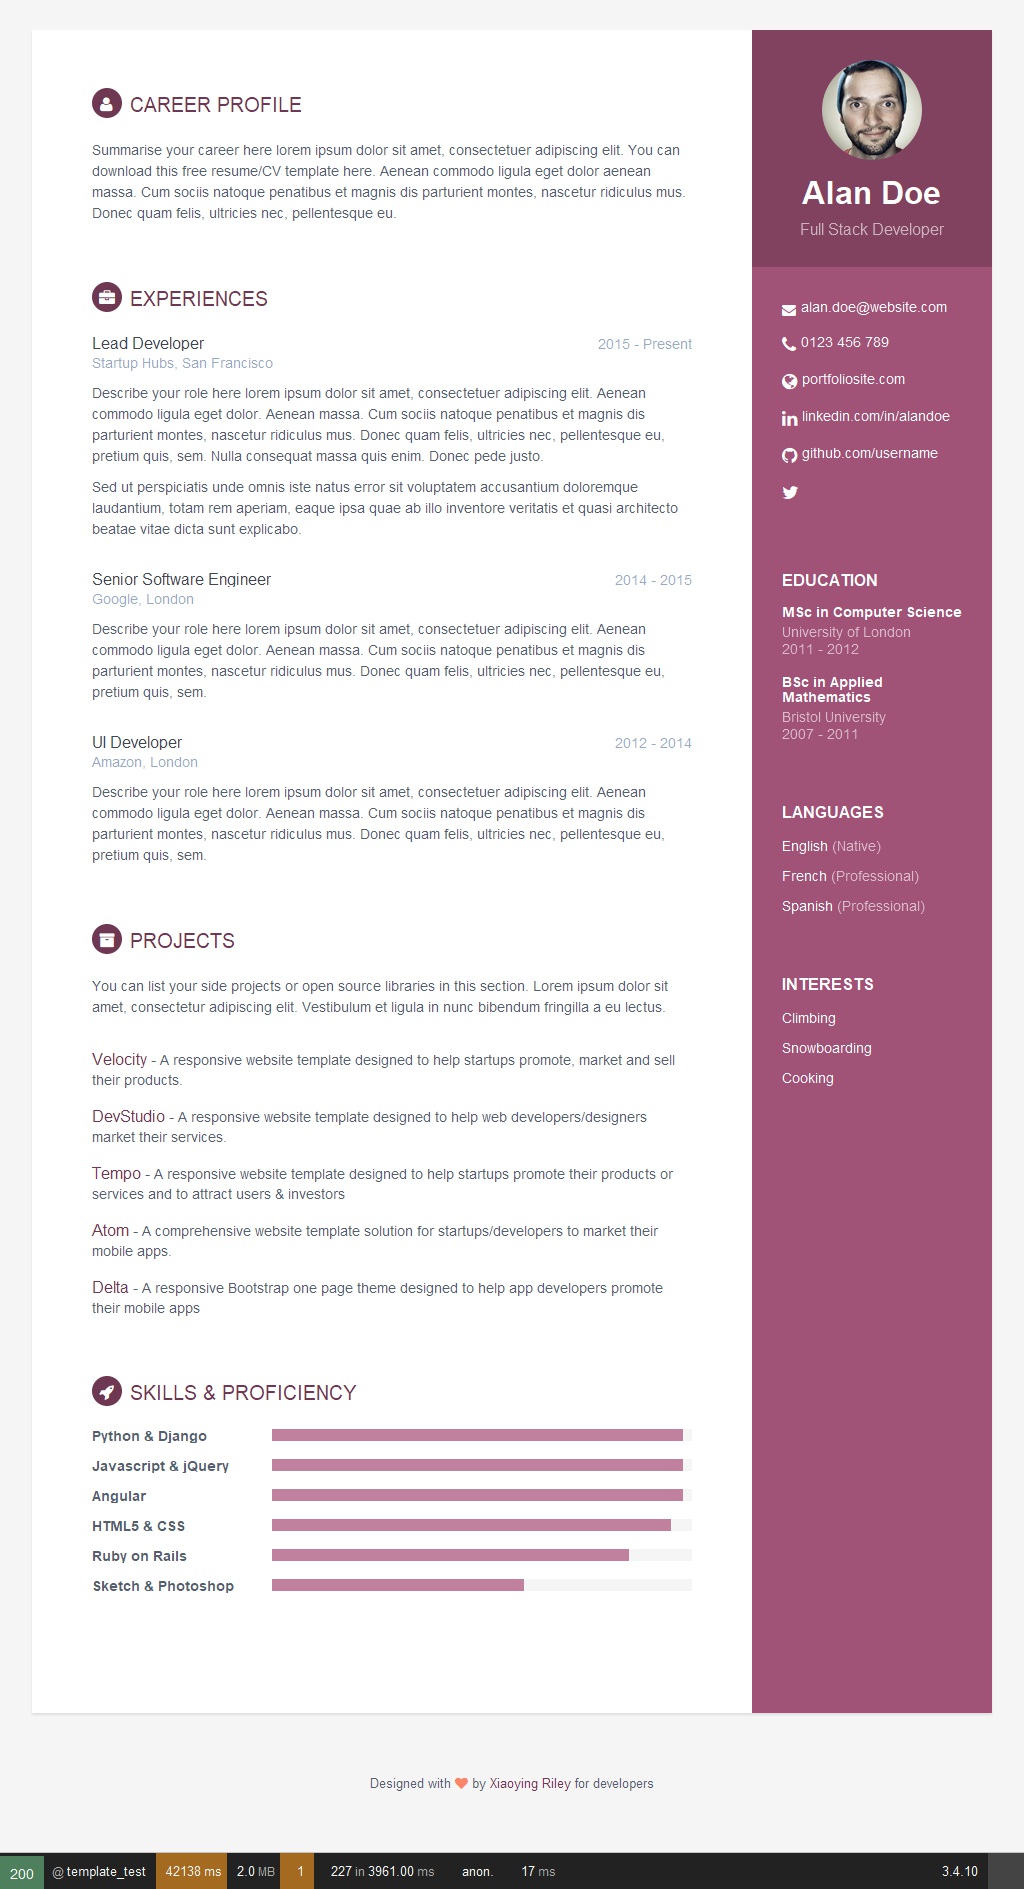 CAREER PROFILE
Summarise your career here lorem ipsum dolor sit amet, consectetuer adipiscing elit. You can
download this free resume/CV template here. Aenean commodo ligula eget dolor aenean
massa. Cum sociis natoque penatibus et magnis dis parturient montes, nascetur ridiculus mus.
Donec quam felis, ultricies nec, pellentesque eu.
EXPERIENCES
Lead Developer
2015 - Present
Startup Hubs, San Francisco
Describe your role here lorem ipsum dolor sit amet, consectetuer adipiscing elit. Aenean
commodo ligula eget dolor. Aenean massa. Cum sociis natoque penatibus et magnis dis
parturient montes, nascetur ridiculus mus. Donec quam felis, ultricies nec, pellentesque eu,
pretium quis, sem. Nulla consequat massa quis enim. Donec pede justo.
Sed ut perspiciatis unde omnis iste natus error sit voluptatem accusantium doloremque
laudantium, totam rem aperiam, eaque ipsa quae ab illo inventore veritatis et quasi architecto
beatae vitae dicta sunt explicabo.
Senior Software Engineer
2014 - 2015
Google, London
Describe your role here lorem ipsum dolor sit amet, consectetuer adipiscing elit. Aenean
commodo ligula eget dolor. Aenean massa. Cum sociis natoque penatibus et magnis dis
parturient montes, nascetur ridiculus mus. Donec quam felis, ultricies nec, pellentesque eu,
pretium quis, sem.
UI Developer
2012 - 2014
Amazon, London
Describe your role here lorem ipsum dolor sit amet, consectetuer adipiscing elit. Aenean
commodo ligula eget dolor. Aenean massa. Cum sociis natoque penatibus et magnis dis
parturient montes, nascetur ridiculus mus. Donec quam felis, ultricies nec, pellentesque eu,
pretium quis, sem.
PROJECTS
You can list your side projects or open source libraries in this section. Lorem ipsum dolor sit
amet, consectetur adipiscing elit. Vestibulum et ligula in nunc bibendum fringilla a eu lectus.
Velocity - A responsive website template designed to help startups promote, market and sell
their products.
DevStudio - A responsive website template designed to help web developers/designers
market their services.
Tempo - A responsive website template designed to help startups promote their products or
services and to attract users & investors
Atom - A comprehensive website template solution for startups/developers to market their
mobile apps.
Delta - A responsive Bootstrap one page theme designed to help app developers promote
their mobile apps
SKILLS & PROFICIENCY
Python & Django
Javascript & jQuery
Angular
HTML5 & CSS
Ruby on Rails
Sketch & Photoshop
Alan Doe
Full Stack Developer
alan.doe@website.com
0123 456 789
portfoliosite.com
linkedin.com/in/alandoe
github.com/username
EDUCATION
MSc in Computer Science
University of London
2011 - 2012
BSc in Applied
Mathematics
Bristol University
2007 - 2011
LANGUAGES
English (Native)
French (Professional)
Spanish (Professional)
INTERESTS
Climbing
Snowboarding
Cooking
Designed with by Xiaoying Riley for developers
200 @ template_test 42138 ms 2.0 MB 1 227 in 3961.00 ms anon. 17 ms 3.4.10